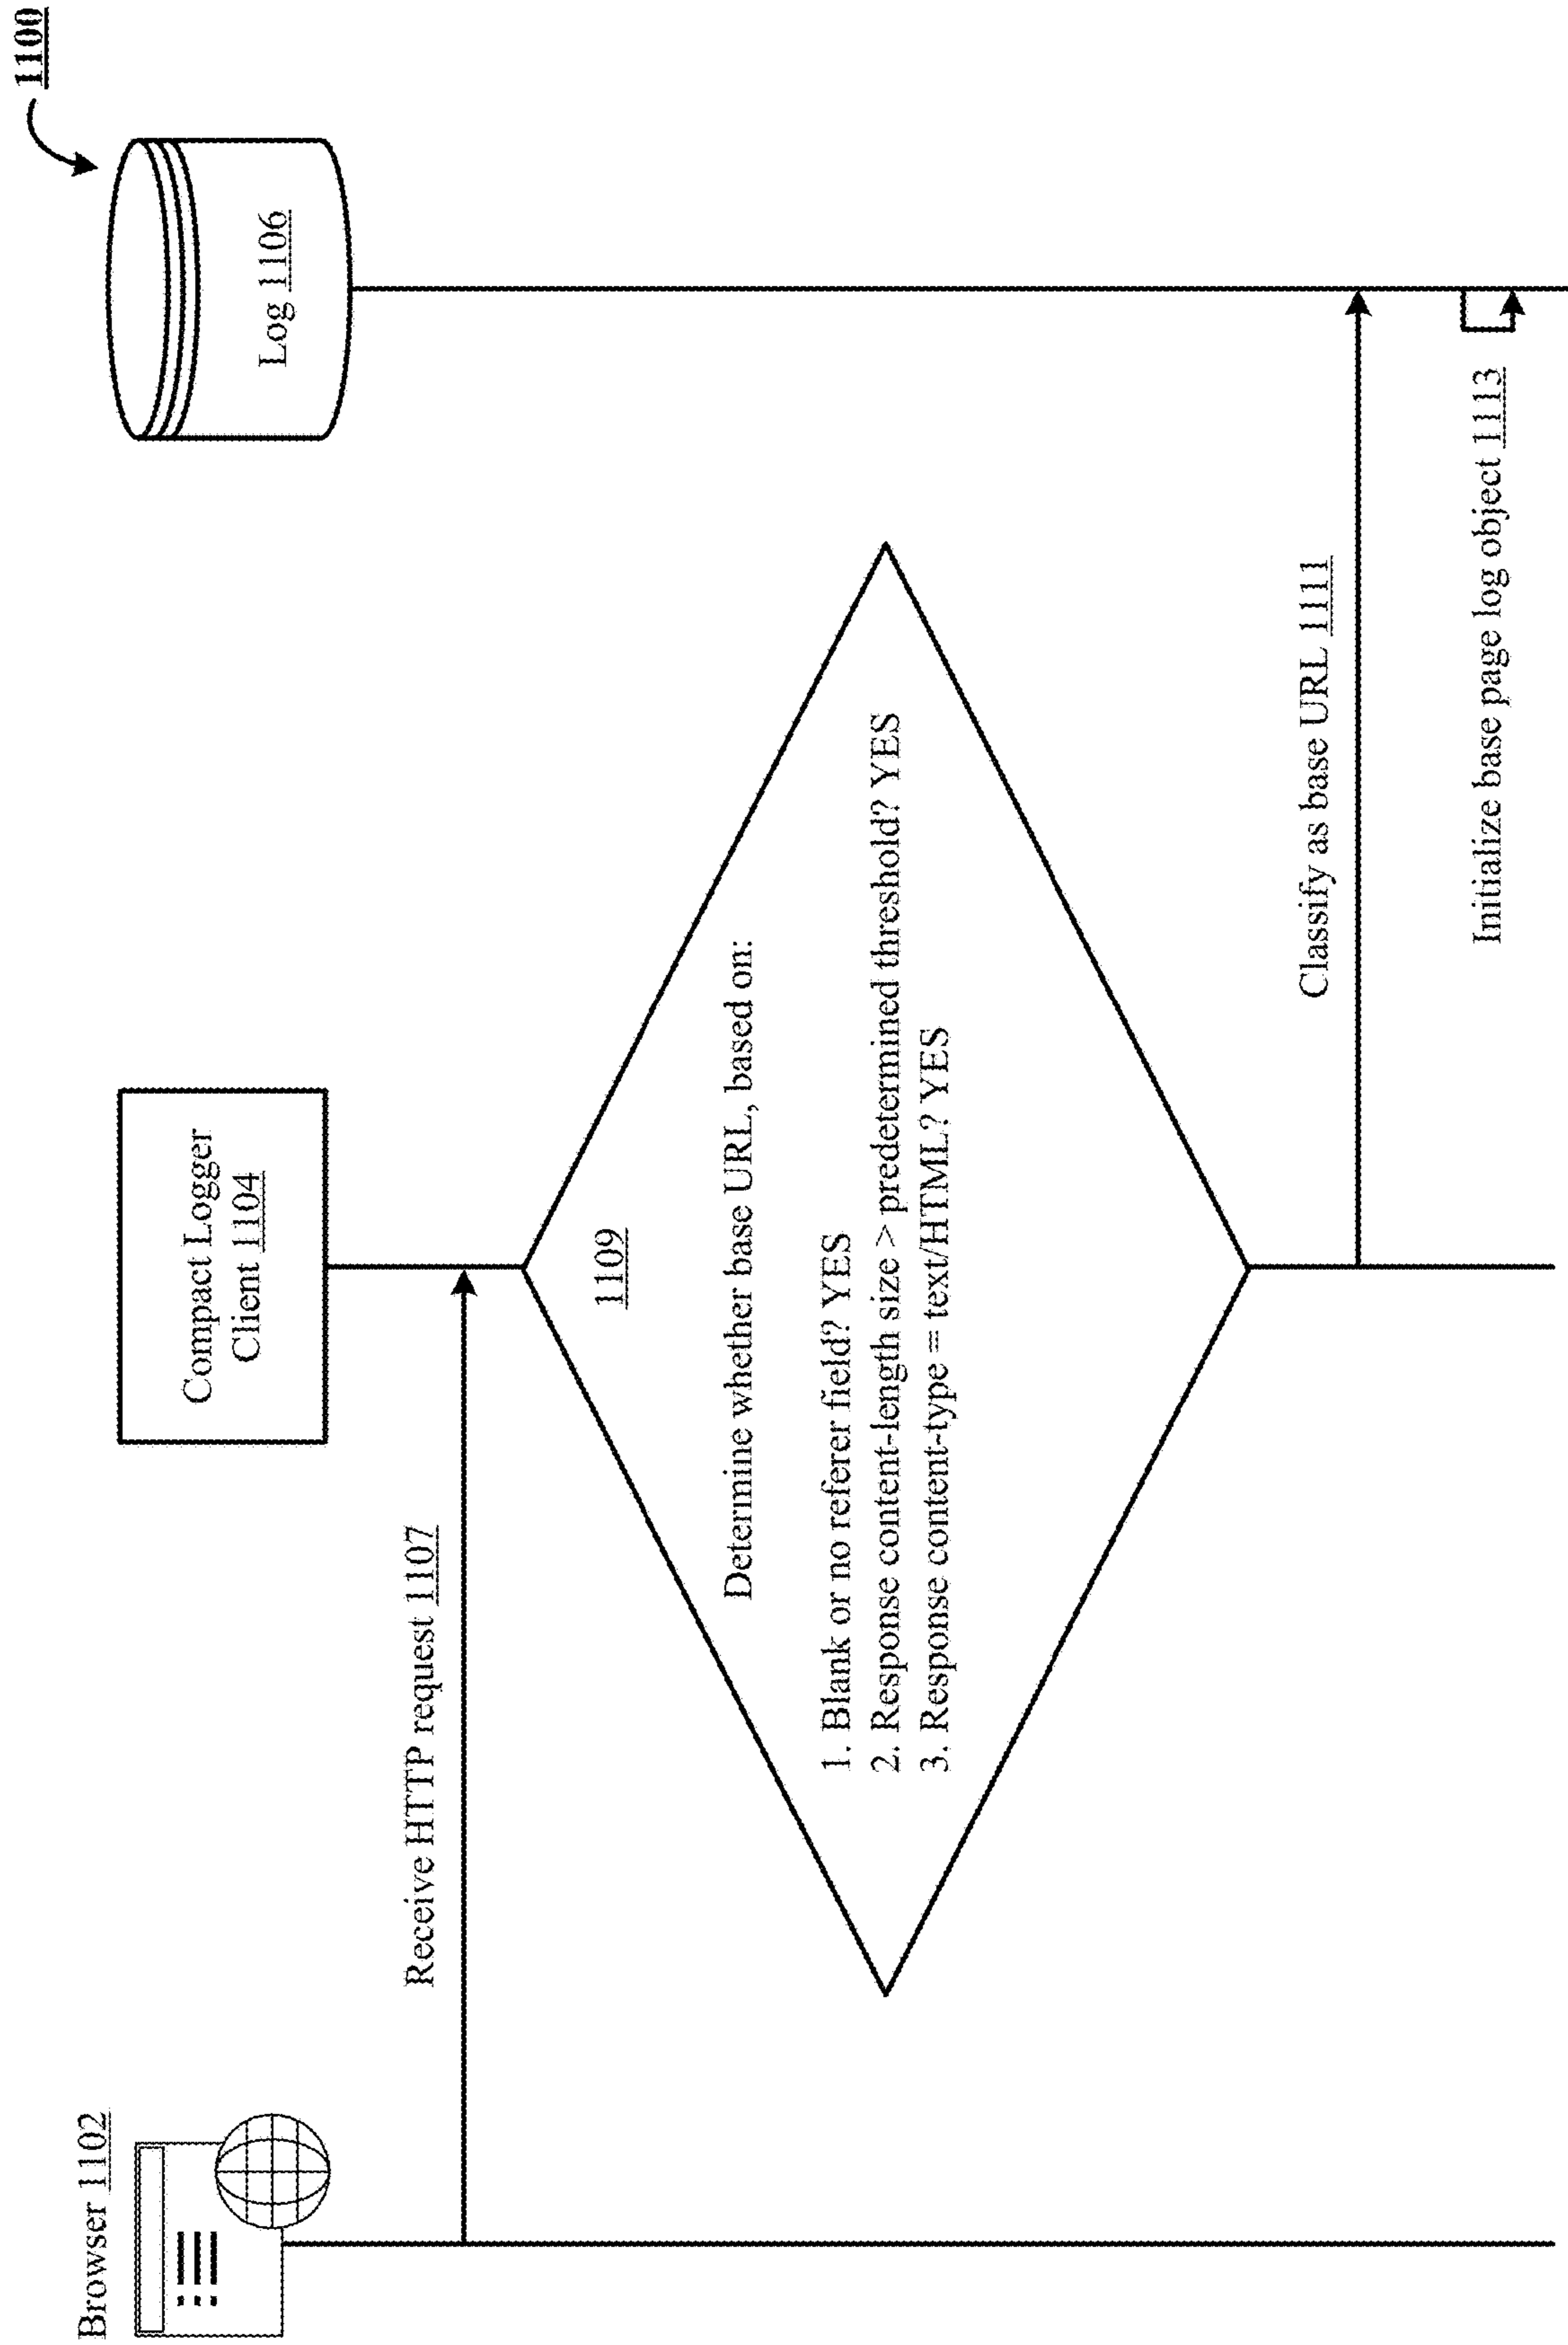 1100
Browser 1102
Compact Logger
Client 1104
Log 1106
Receive HTTP request 1107
1109
Determine whether base URL, based on:
1. Blank or no referer field? YES
2. Response content-length size > predetermined threshold? YES
3. Response content-type = text/HTML? YES
Classify as base URL 1111
Initialize base page log object 1113